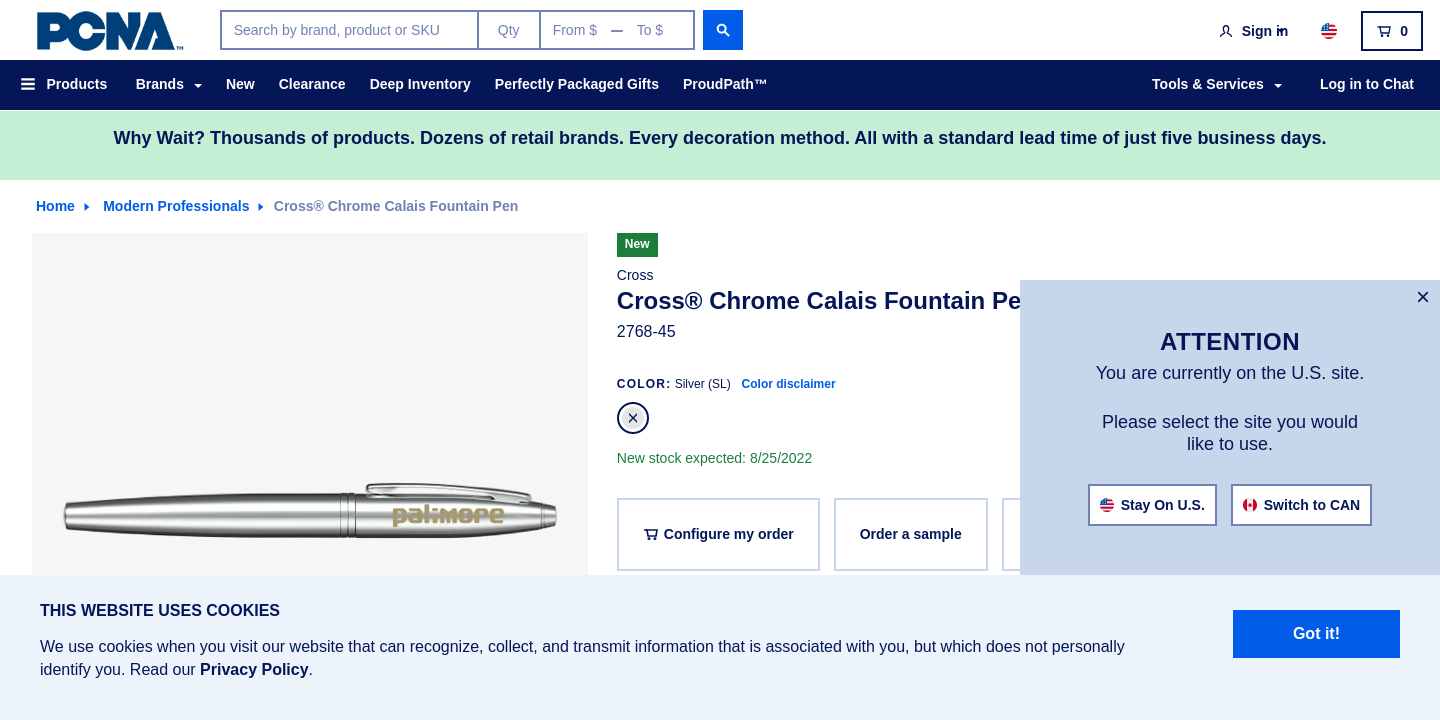 PCNA™
Search by brand, product or SKU
Qty
From $ — To $
Sign in
0
Products
Brands
New
Clearance
Deep Inventory
Perfectly Packaged Gifts
ProudPath™
Tools & Services
Log in to Chat
Why Wait? Thousands of products. Dozens of retail brands. Every decoration method. All with a standard lead time of just five business days.
Home
Modern Professionals
Cross® Chrome Calais Fountain Pen
New
Cross
Cross® Chrome Calais Fountain Pe
2768-45
COLOR: Silver (SL) Color disclaimer
New stock expected: 8/25/2022
palimore
Configure my order
Order a sample
ATTENTION
You are currently on the U.S. site.
Please select the site you would
like to use.
Stay On U.S.
Switch to CAN
THIS WEBSITE USES COOKIES
We use cookies when you visit our website that can recognize, collect, and transmit information that is associated with you, but which does not personally
identify you. Read our Privacy Policy.
Got it!